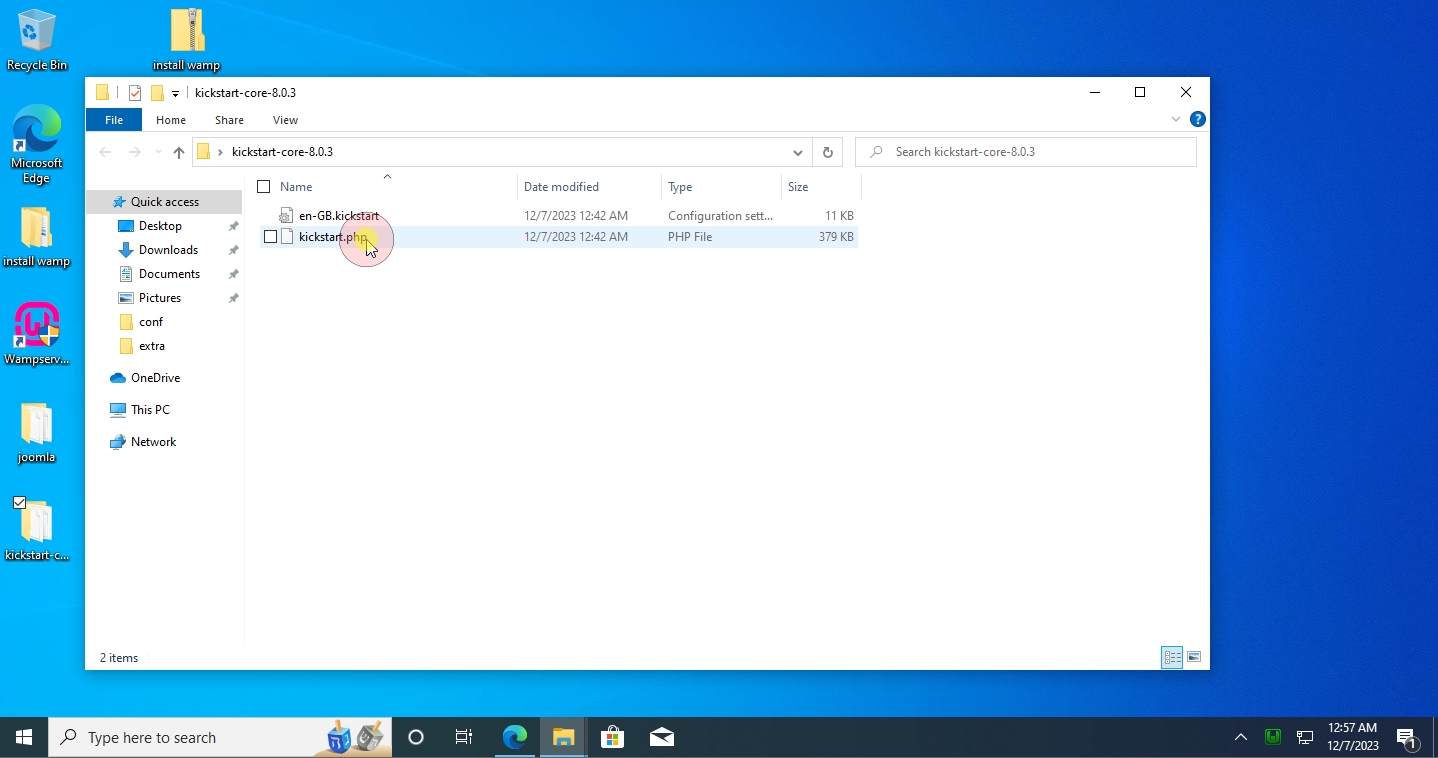 Recycle Bin
install wamp
Microsoft
Edge
install wamp
Wampserv...
joomla
kickstart-c...
kickstart-core-8.0.3
File Home Share View
kickstart-core-8.0.3
Search kickstart-core-8.0.3
Quick access
Desktop
Downloads
Documents
Pictures
conf
extra
OneDrive
This PC
Network
Name Date modified Type Size
en-GB.kickstart 12/7/2023 12:42 AM Configuration sett... 11 KB
kickstart.php 12/7/2023 12:42 AM PHP File 379 KB
2 items
Type here to search
12:57 AM
12/7/2023
1